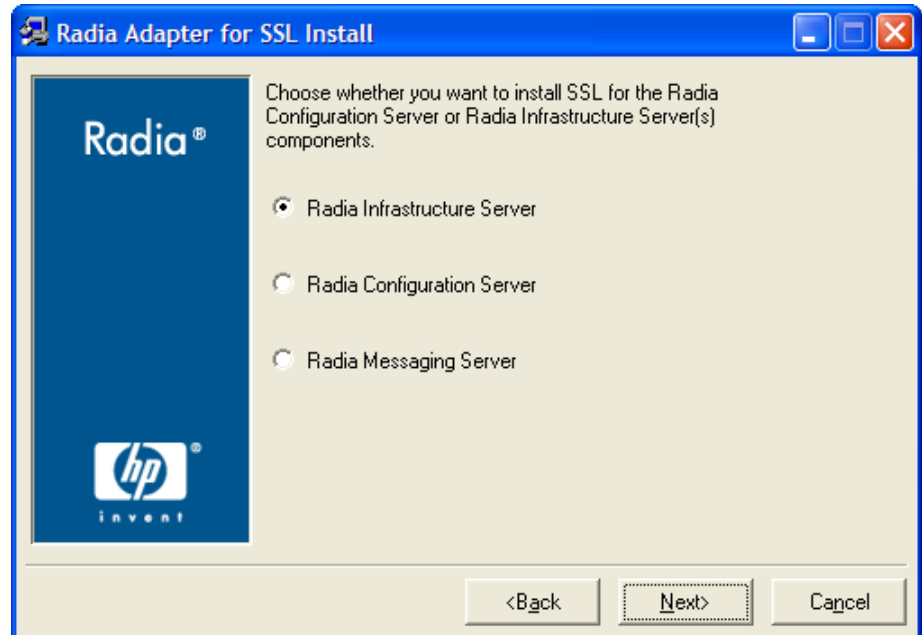 Radia Adapter for SSL Install
Radia®
Choose whether you want to install SSL for the Radia
Configuration Server or Radia Infrastructure Server(s)
components.
Radia Infrastructure Server
Radia Configuration Server
Radia Messaging Server
hp®
invent
<Back
Next>
Cancel